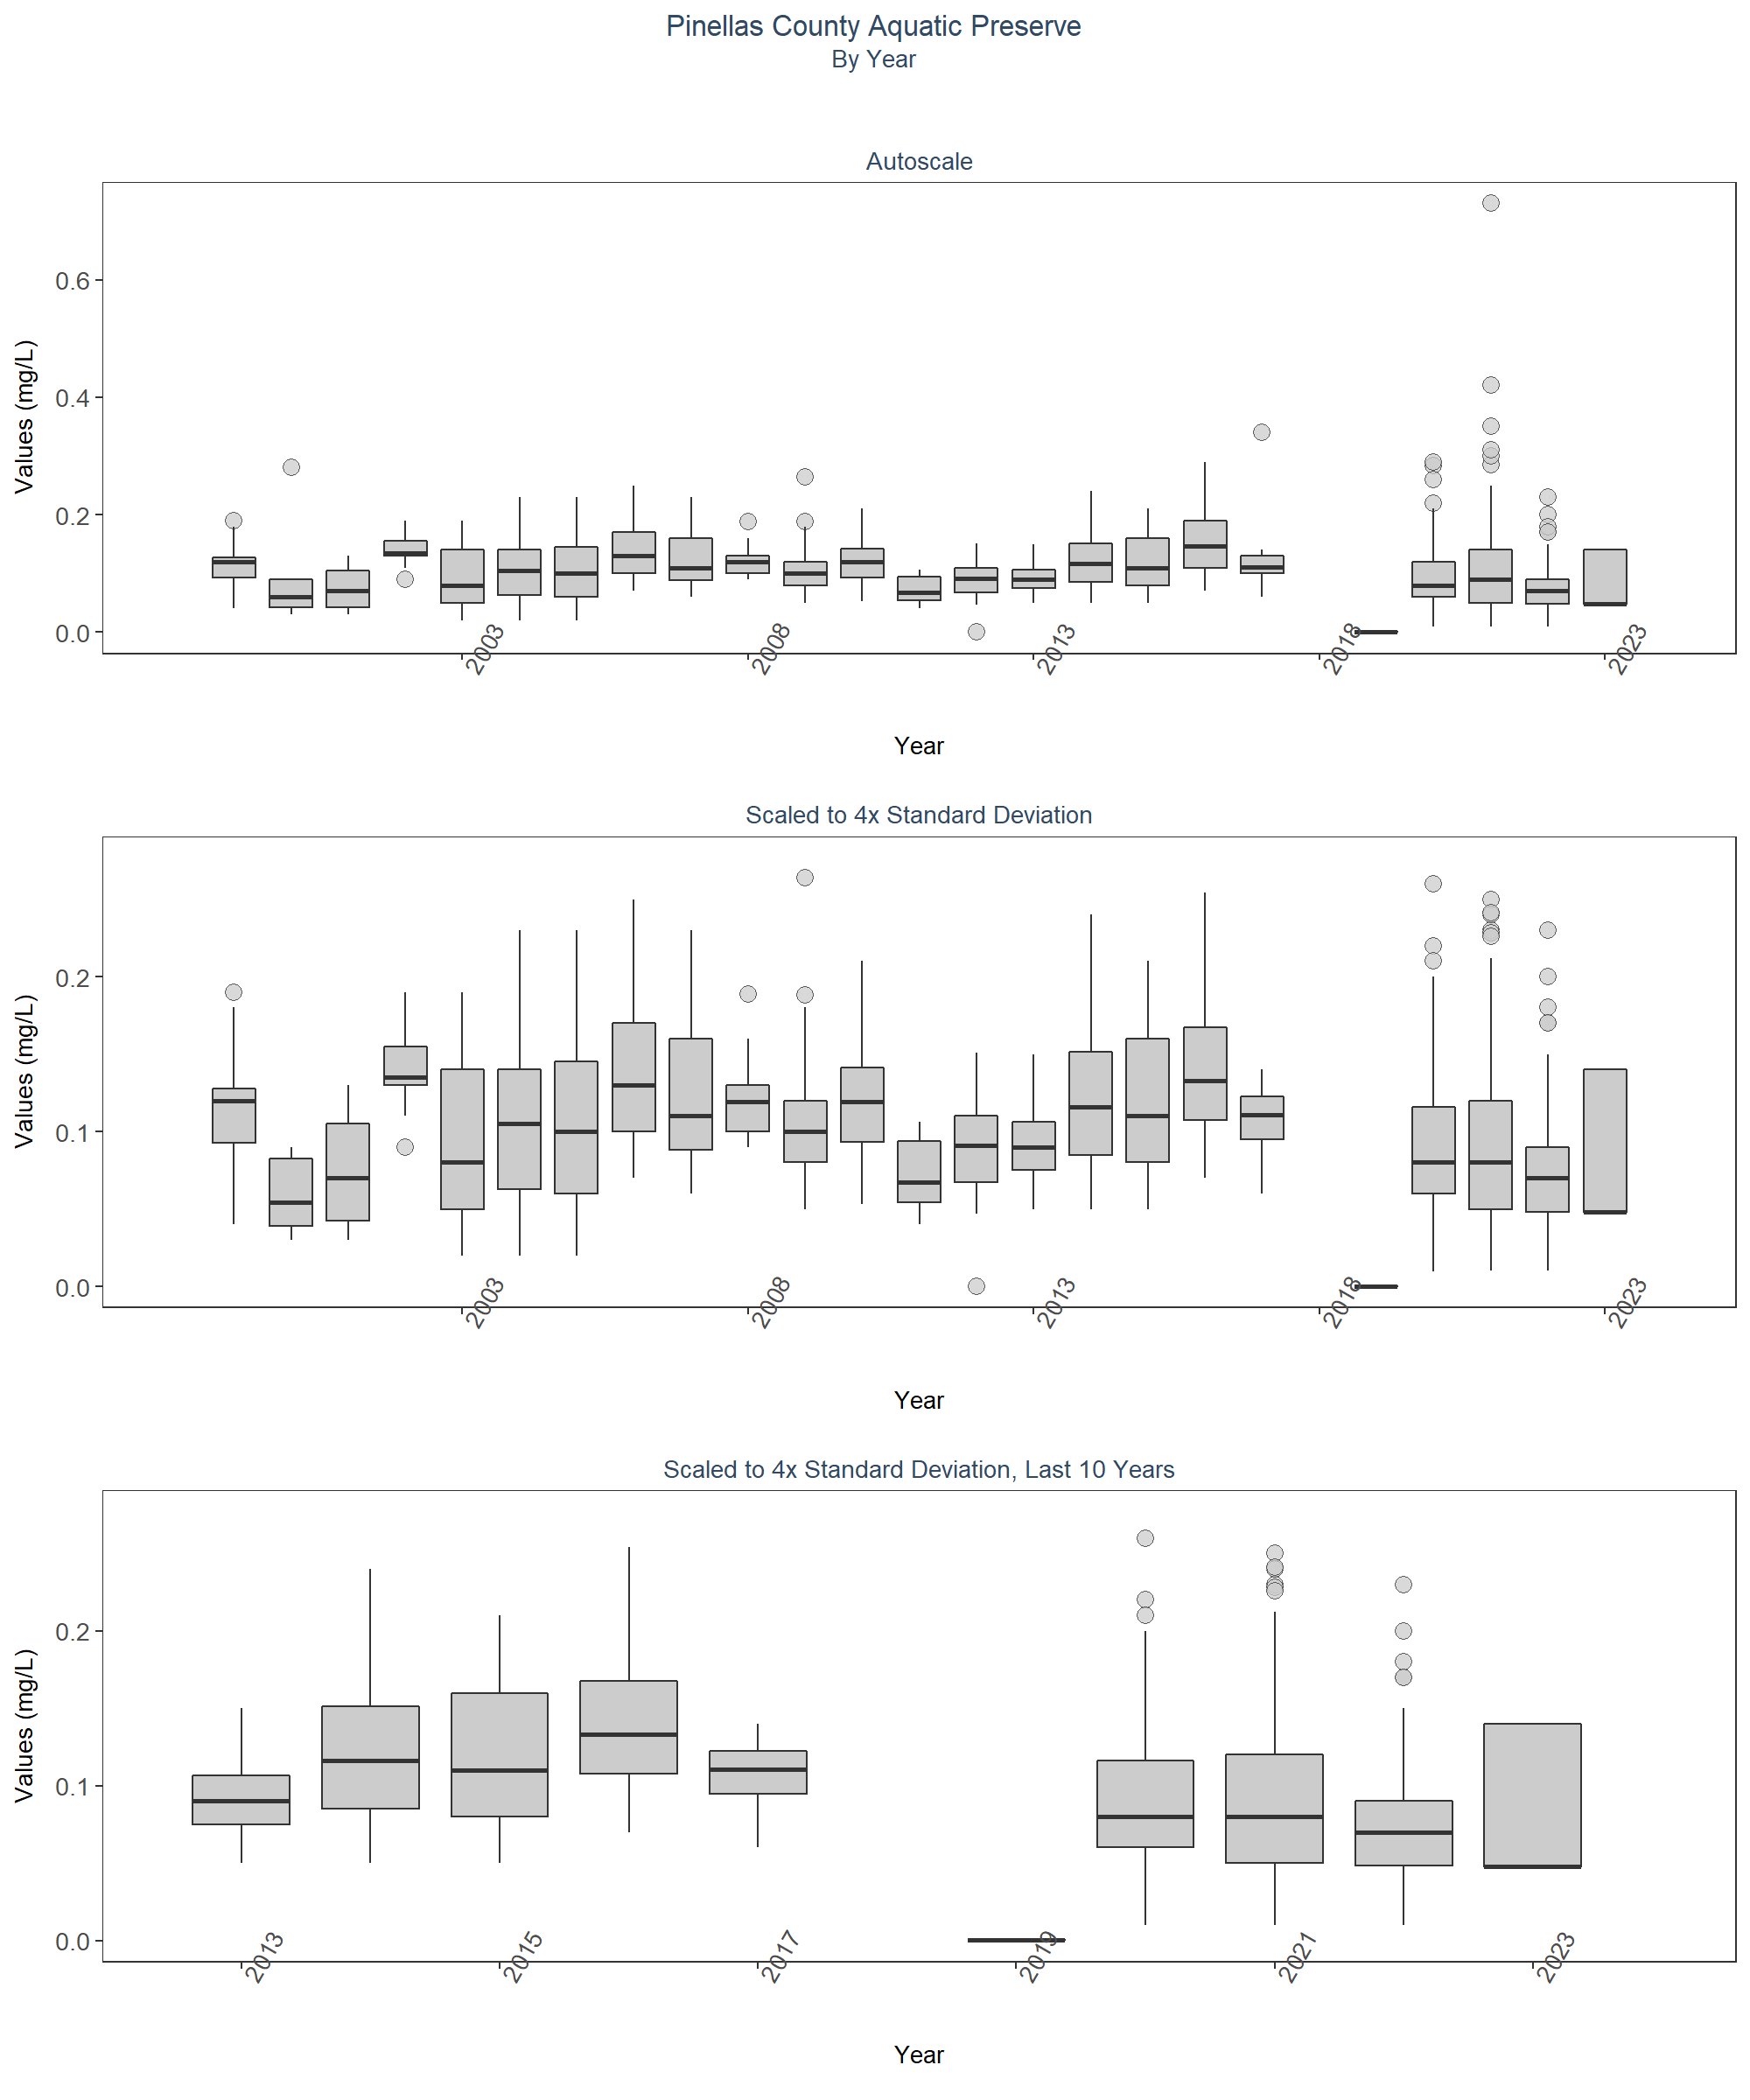 Pinellas County Aquatic Preserve
By Year
Autoscale
Values (mg/L)
0.6
0.4
0.2
0.0
2003 2008 2013 2018 2023
Year
Scaled to 4x Standard Deviation
Values (mg/L)
0.2
0.1
0.0
2003 2008 2013 2018 2023
Year
Scaled to 4x Standard Deviation, Last 10 Years
Values (mg/L)
0.2
0.1
0.0
2013 2015 2017 2019 2021 2023
Year